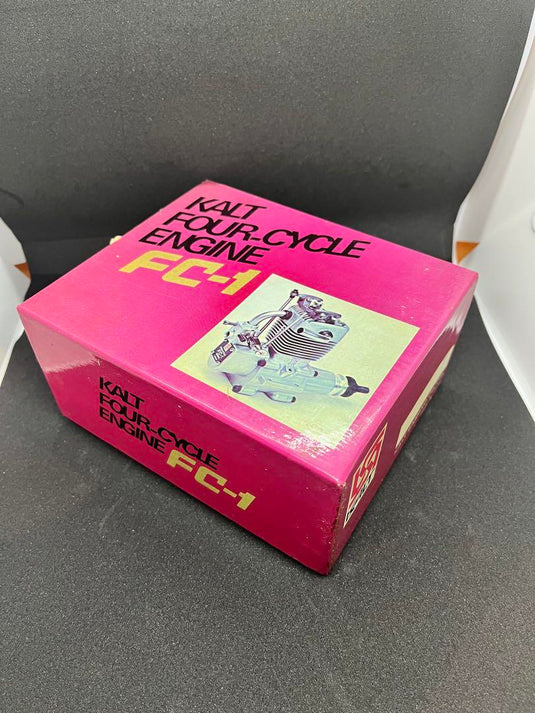 KALT
FOUR-CYCLE
ENGINE
FC-1
KALT
FOUR-CYCLE
ENGINE FC-1